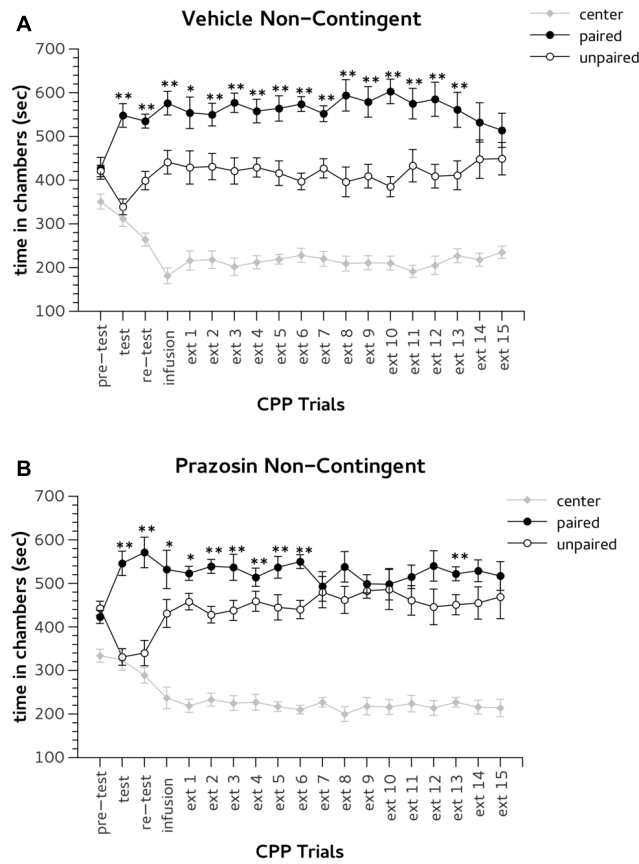 A
Vehicle Non-Contingent
center
paired
unpaired
time in chambers (sec)
700
600
500
400
300
200
100
** ** ** * ** ** ** ** ** ** ** ** ** ** ** **
pre-test
test
re-test
infusion
ext 1
ext 2
ext 3
ext 4
ext 5
ext 6
ext 7
ext 8
ext 9
ext 10
ext 11
ext 12
ext 13
ext 14
ext 15
CPP Trials
B
Prazosin Non-Contingent
center
paired
unpaired
time in chambers (sec)
700
600
500
400
300
200
100
** ** * * ** ** ** ** ** **
pre-test
test
re-test
infusion
ext 1
ext 2
ext 3
ext 4
ext 5
ext 6
ext 7
ext 8
ext 9
ext 10
ext 11
ext 12
ext 13
ext 14
ext 15
CPP Trials